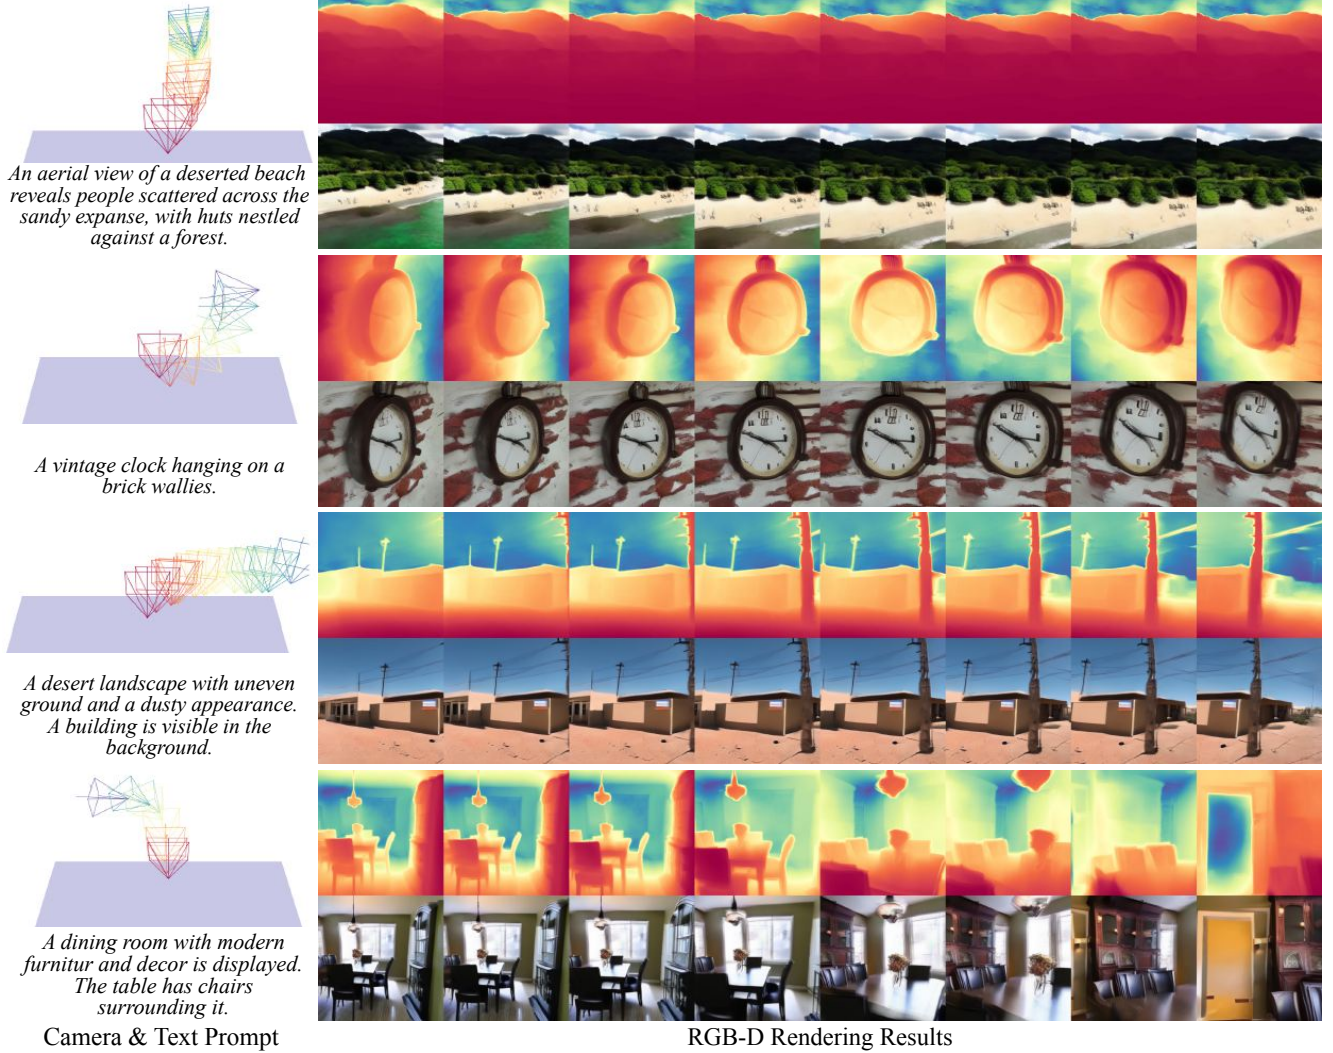 An aerial view of a deserted beach
reveals people scattered across the
sandy expanse, with huts nestled
against a forest.
A vintage clock hanging on a
brick wallies.
A desert landscape with uneven
ground and a dusty appearance.
A building is visible in the
background.
A dining room with modern
furnitur and decor is displayed.
The table has chairs
surrounding it.
Camera & Text Prompt
RGB-D Rendering Results